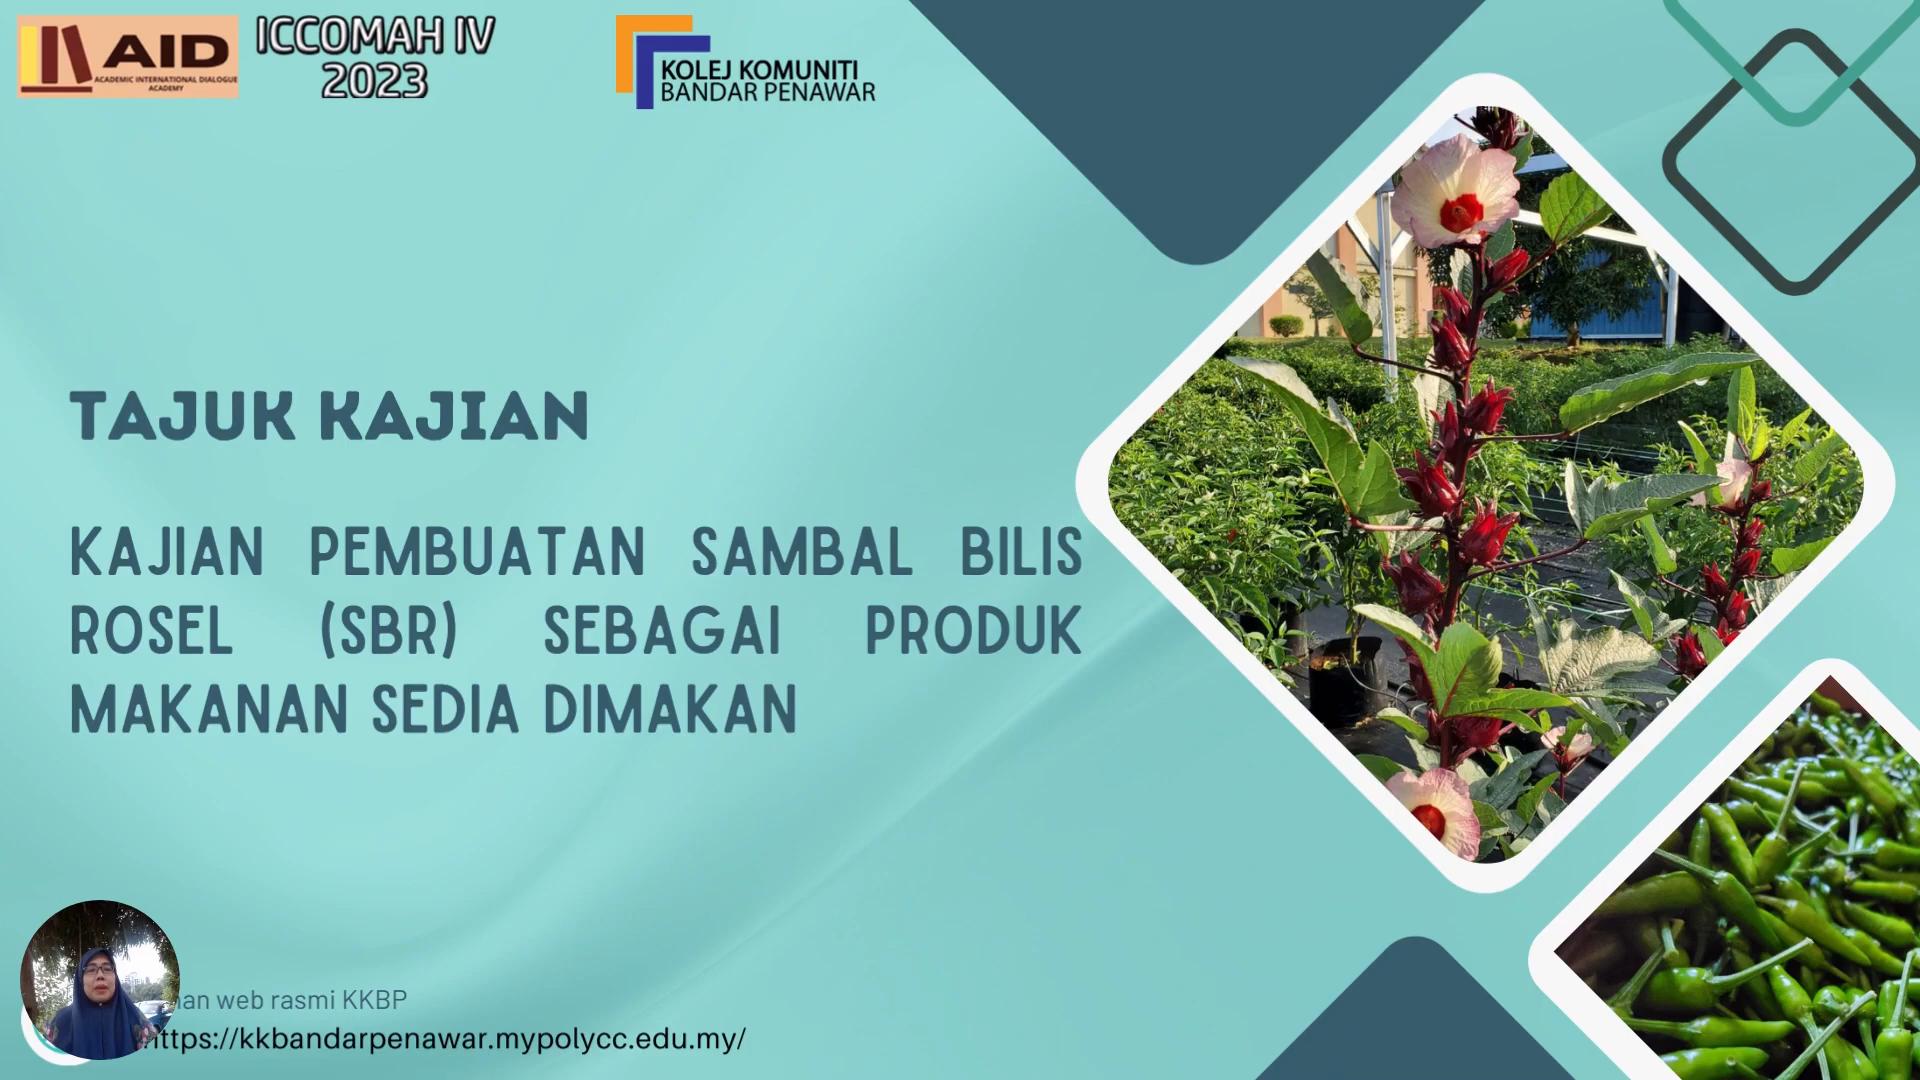 AID
ACADEMIC INTERNATIONAL DIALOGUE
ACADEMY
ICCOMAH IV
2023
KOLEJ KOMUNITI
BANDAR PENAWAR
TAJUK KAJIAN
KAJIAN PEMBUATAN SAMBAL BILIS
ROSEL (SBR) SEBAGAI PRODUK
MAKANAN SEDIA DIMAKAN
web rasmi KKBP
https://kkbandarpenawar.mypolycc.edu.my/